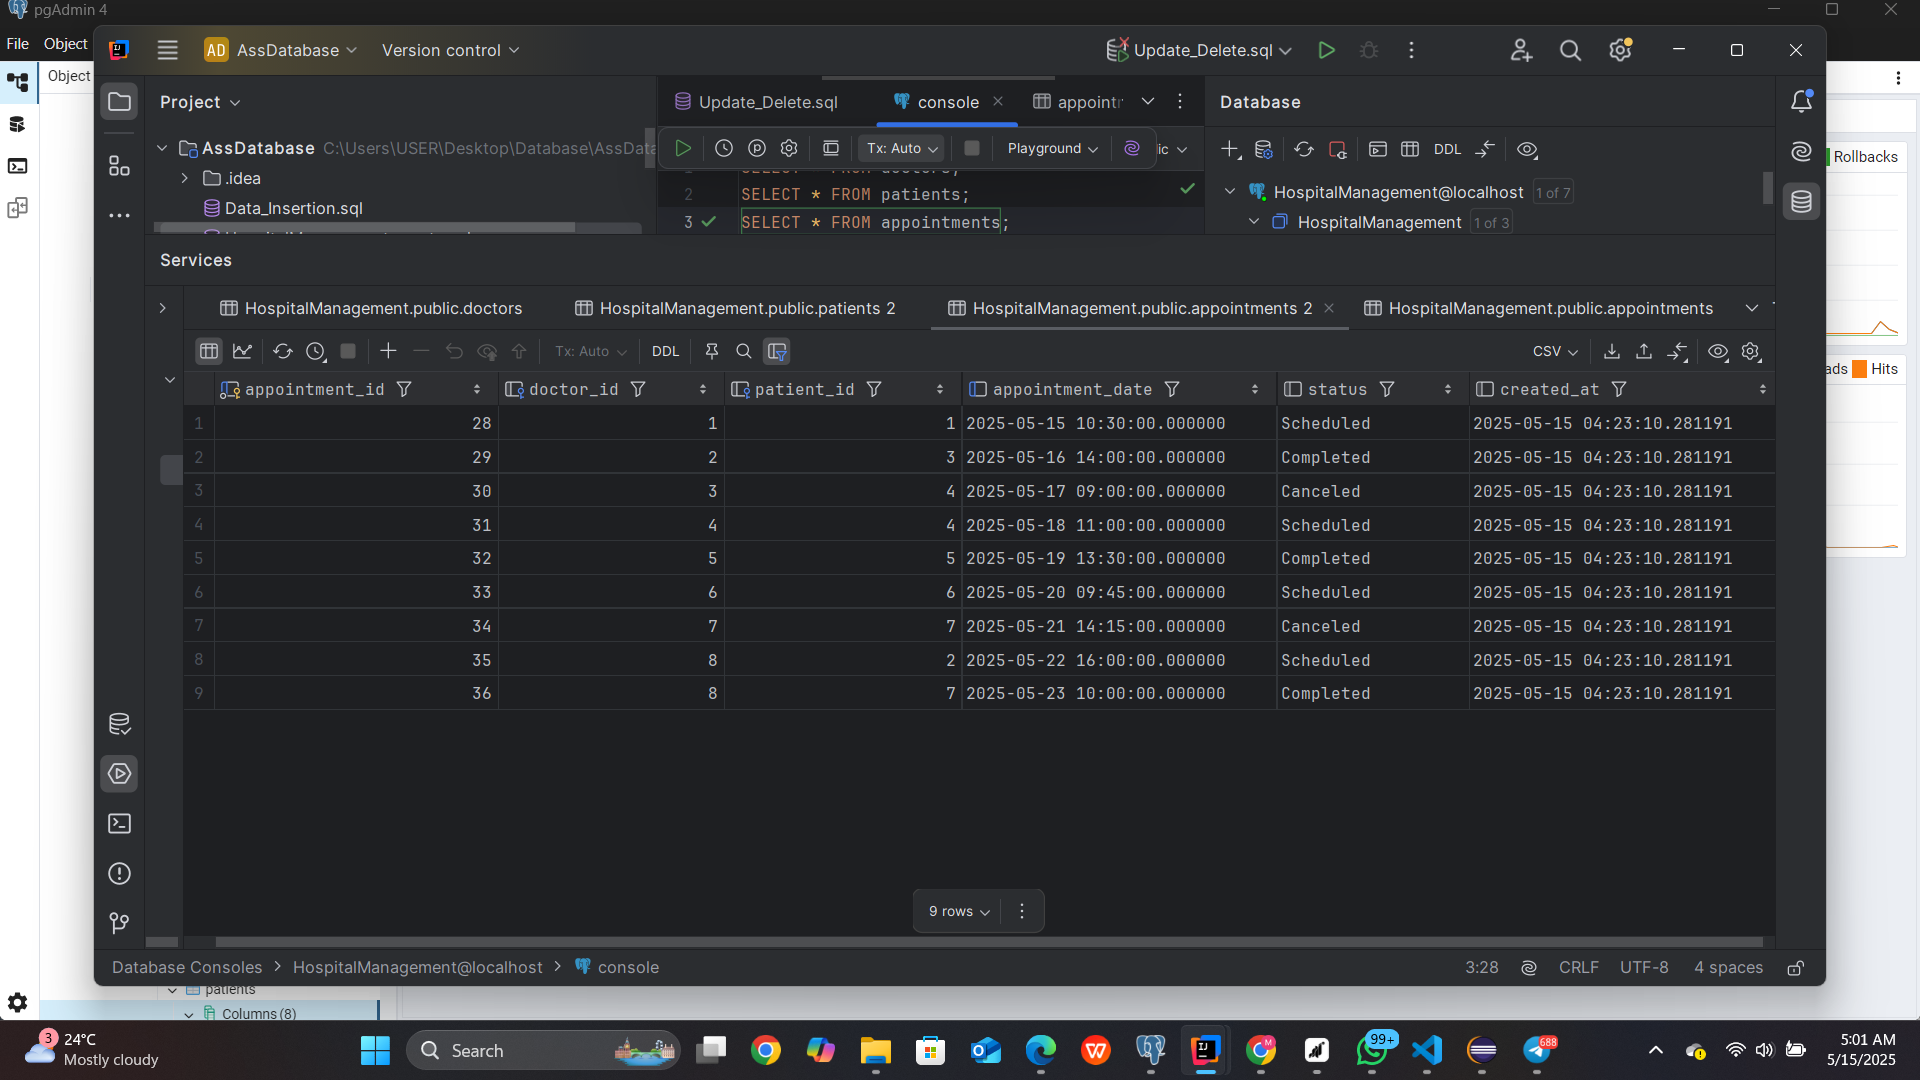 pgAdmin 4
File Object
Object
AD AssDatabase
Version control
Update_Delete.sql
Project
Update_Delete.sql
console
appointr
Database
AssDatabase C:\Users\USER\Desktop\Database\AssData
Tx: Auto
Playground
lic
DDL
Rollbacks
.idea
2 SELECT * FROM patients;
HospitalManagement@localhost 1 of 7
Data_Insertion.sql
3 SELECT * FROM appointments;
HospitalManagement 1 of 3
Services
HospitalManagement.public.doctors
HospitalManagement.public.patients 2
HospitalManagement.public.appointments 2
HospitalManagement.public.appointments
Tx: Auto
DDL
CSV
ads Hits
appointment_id doctor_id patient_id appointment_date status created_at
1 28 1 1 2025-05-15 10:30:00.000000 Scheduled 2025-05-15 04:23:10.281191
2 29 2 3 2025-05-16 14:00:00.000000 Completed 2025-05-15 04:23:10.281191
3 30 3 4 2025-05-17 09:00:00.000000 Canceled 2025-05-15 04:23:10.281191
4 31 4 4 2025-05-18 11:00:00.000000 Scheduled 2025-05-15 04:23:10.281191
5 32 5 5 2025-05-19 13:30:00.000000 Completed 2025-05-15 04:23:10.281191
6 33 6 6 2025-05-20 09:45:00.000000 Scheduled 2025-05-15 04:23:10.281191
7 34 7 7 2025-05-21 14:15:00.000000 Canceled 2025-05-15 04:23:10.281191
8 35 8 2 2025-05-22 16:00:00.000000 Scheduled 2025-05-15 04:23:10.281191
9 36 8 7 2025-05-23 10:00:00.000000 Completed 2025-05-15 04:23:10.281191
9 rows
Database Consoles > HospitalManagement@localhost > console
3:28 CRLF UTF-8 4 spaces
patients
Columns (8)
3
24°C
Mostly cloudy
Search
99+
688
5:01 AM
5/15/2025